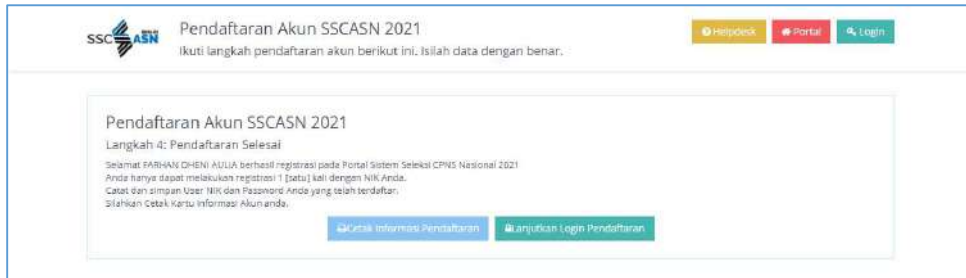 SSCASN
Pendaftaran Akun SSCASN 2021
Ikuti langkah pendaftaran akun berikut ini. Isilah data dengan benar.
Helpdesk
Portal
Login
Pendaftaran Akun SSCASN 2021
Langkah 4: Pendaftaran Selesai
Selamat FARHAN DHENI AULIA berhasil registrasi pada Portal Sistem Seleksi CPNS Nasional 2021
Anda hanya dapat melakukan registrasi 1 [satu] kali dengan NIK Anda.
Catat dan simpan User NIK dan Password Anda yang telah terdaftar.
Silahkan Cetak Kartu Informasi Akun anda.
Cetak Informasi Pendaftaran
Lanjutkan Login Pendaftaran